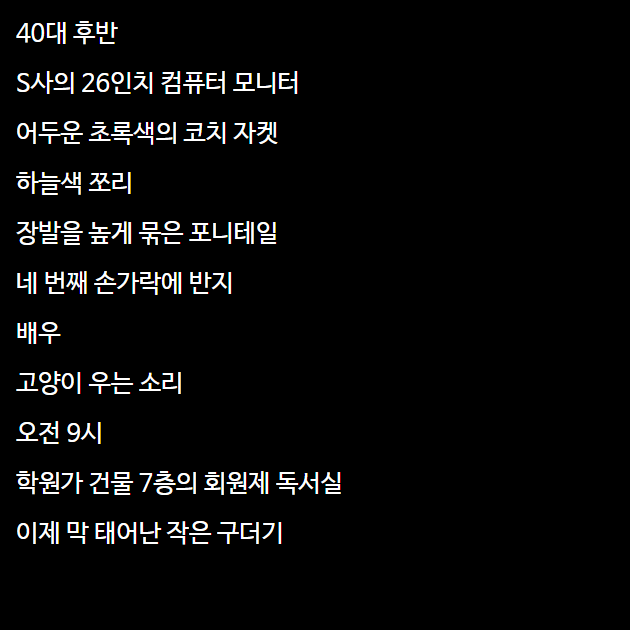 40대 후반
S사의 26인치 컴퓨터 모니터
어두운 초록색의 코치 자켓
하늘색 쪼리
장발을 높게 묶은 포니테일
네 번째 손가락에 반지
배우
고양이 우는 소리
오전 9시
학원가 건물 7층의 회원제 독서실
이제 막 태어난 작은 구더기